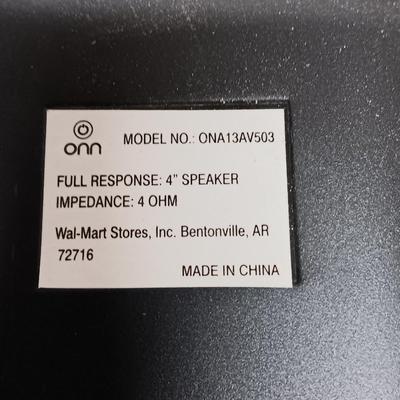 onn
MODEL NO.: ONA13AV503
FULL RESPONSE: 4" SPEAKER
IMPEDANCE: 4 OHM
Wal-Mart Stores, Inc. Bentonville, AR
72716
MADE IN CHINA